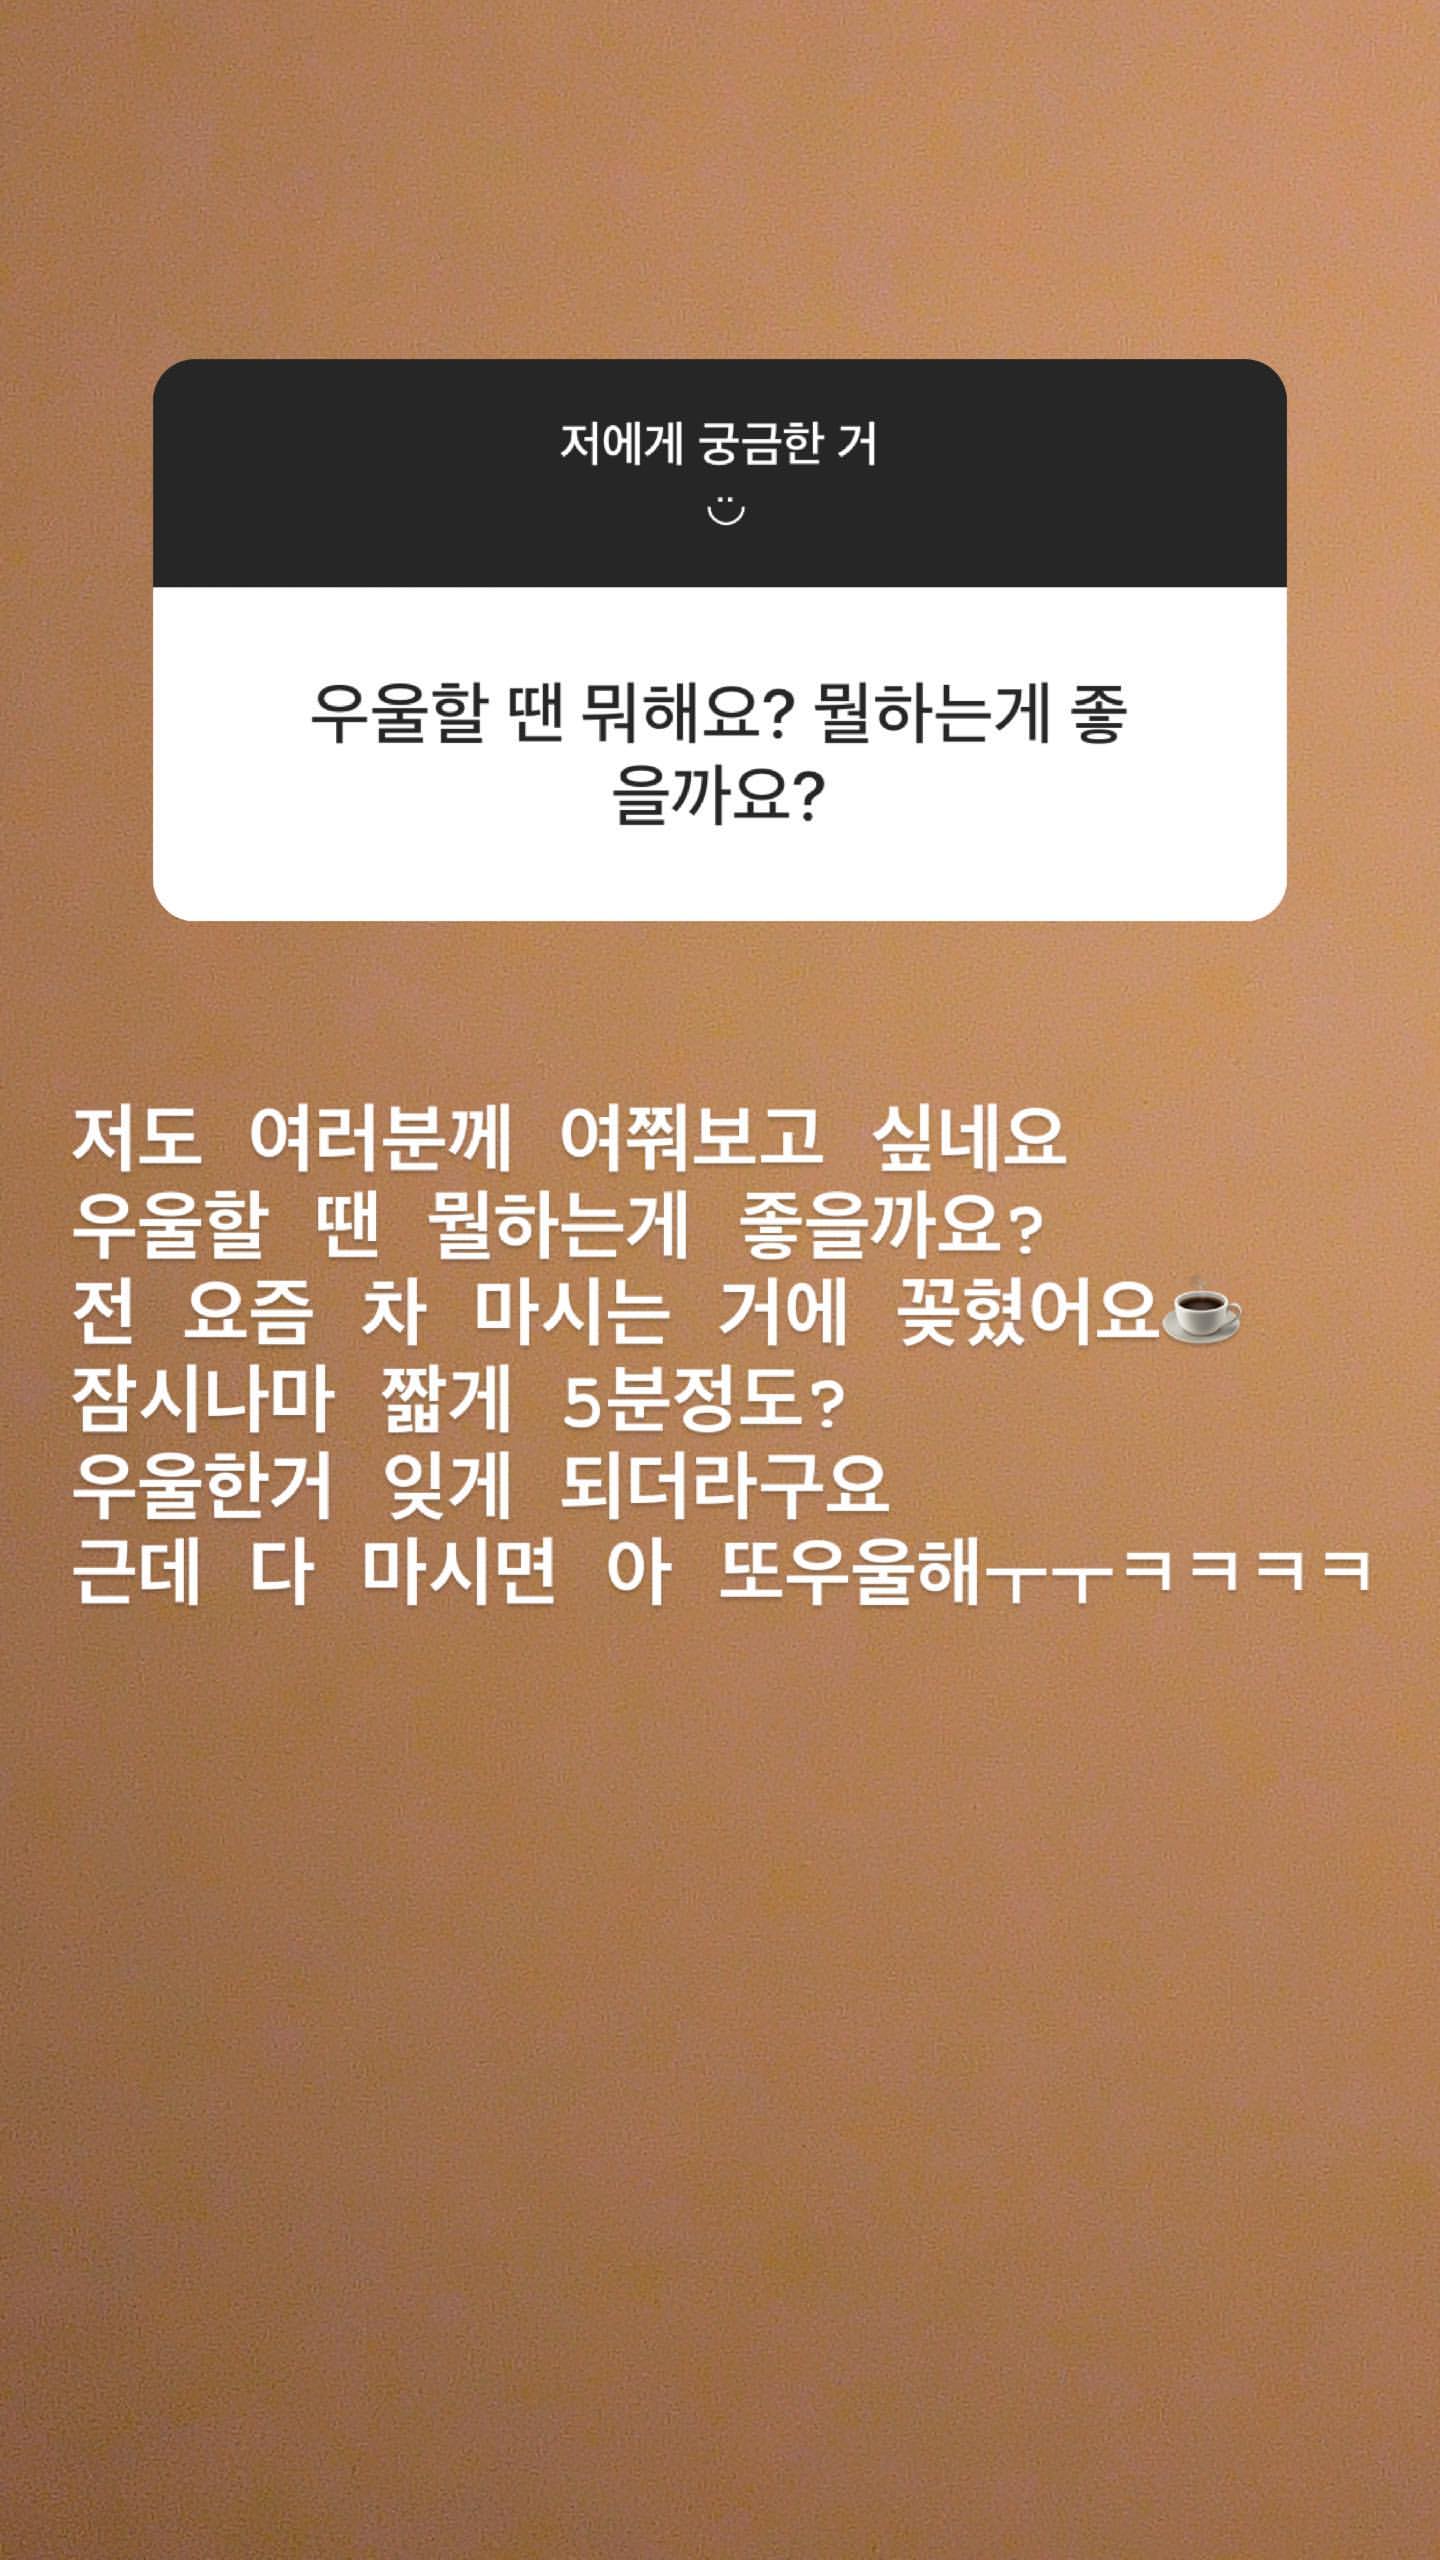 저에게 궁금한 거
우울할 땐 뭐해요? 뭘하는게 좋
을까요?
저도 여러분께 여쭤보고 싶네요
우울할 땐 뭘하는게 좋을까요?
전 요즘 차 마시는 거에 꽂혔어요☕
잠시나마 짧게 5분정도?
우울한거 잊게 되더라구요
근데 다 마시면 아 또우울해ㅜㅜㅋㅋㅋㅋ